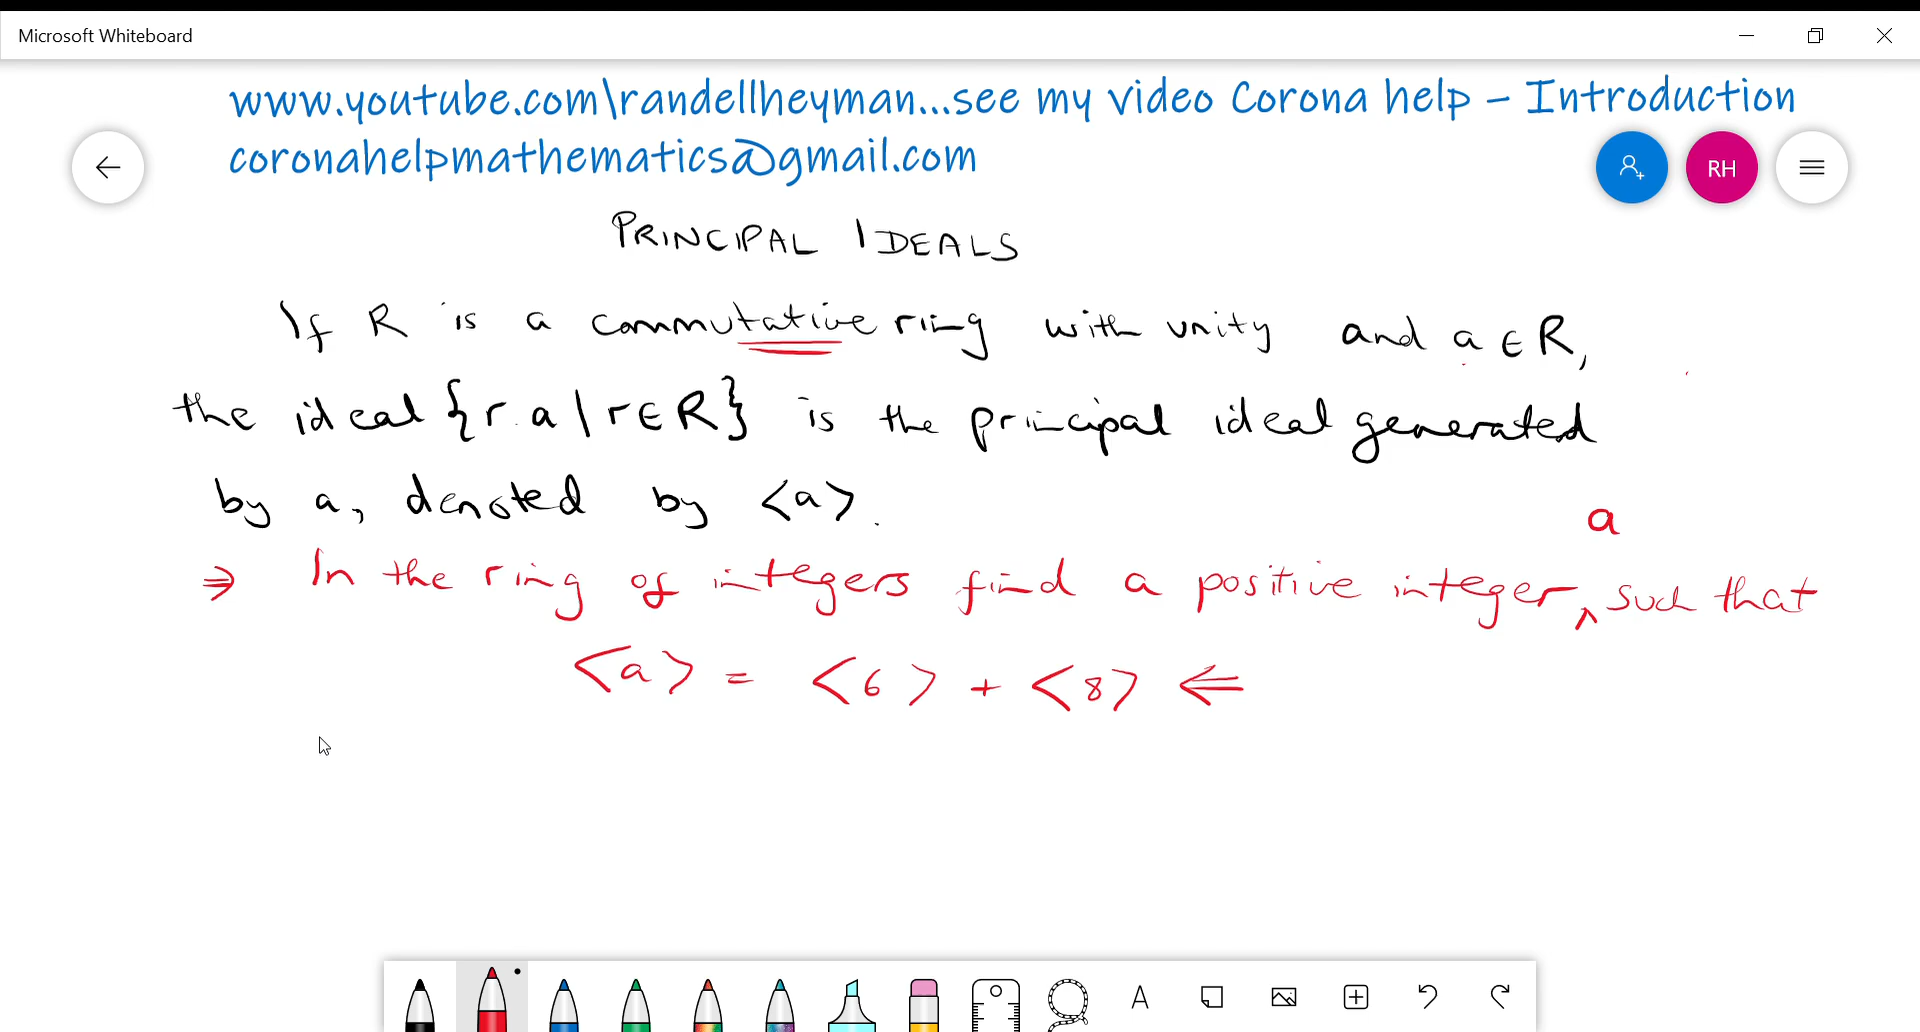 Microsoft Whiteboard
www.youtube.com\randellheyman...see my video Corona help – Introduction
coronahelpmathematics@gmail.com
RH
PRINCIPAL IDEALS
If R is a commutative ring with unity and a ∈ R,
the ideal {r.a | r ∈ R} is the principal ideal generated
by a, denoted by <a>.
a
⇒ In the ring of integers find a positive integer ^ such that
<a> = <6> + <8> ⇐
A